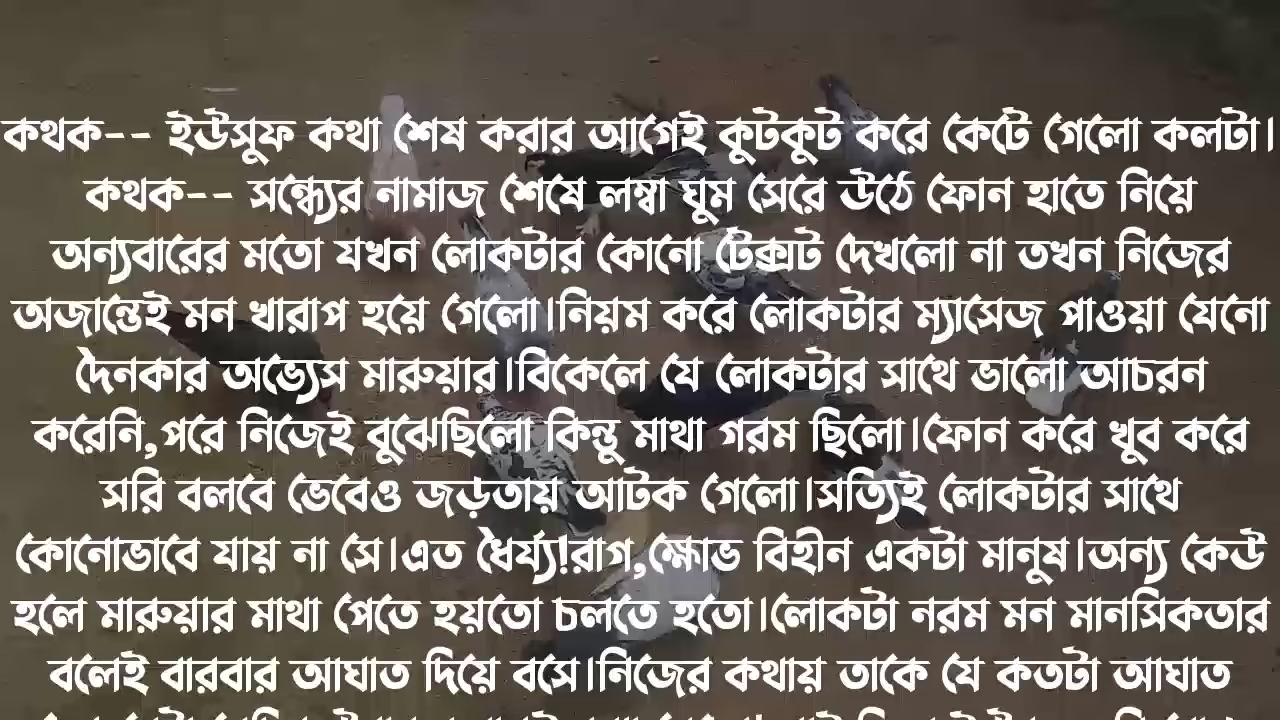 কথক-- ইউসুফ কথা শেষ করার আগেই কুটকুট করে কেটে গেলো কলটা।
কথক-- সন্ধ্যের নামাজ শেষে লম্বা ঘুম সেরে উঠে ফোন হাতে নিয়ে
অন্যবারের মতো যখন লোকটার কোনো টেক্সট দেখলো না তখন নিজের
অজান্তেই মন খারাপ হয়ে গেলো।নিয়ম করে লোকটার ম্যাসেজ পাওয়া যেনো
দৈনকার অভ্যেস মারুয়ার।বিকেলে যে লোকটার সাথে ভালো আচরন
করেনি,পরে নিজেই বুঝেছিলো কিন্তু মাথা গরম ছিলো।ফোন করে খুব করে
সরি বলবে ভেবেও জড়তায় আটক গেলো।সত্যিই লোকটার সাথে
কোনোভাবে যায় না সে।এত ধৈর্য্য!রাগ,ক্ষোভ বিহীন একটা মানুষ।অন্য কেউ
হলে মারুয়ার মাথা পেতে হয়তো চলতে হতো।লোকটা নরম মন মানসিকতার
বলেই বারবার আঘাত দিয়ে বসে।নিজের কথায় তাকে যে কতটা আঘাত